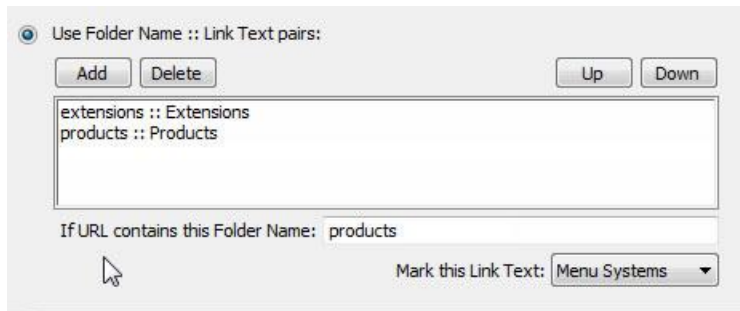 Use Folder Name :: Link Text pairs:
Add Delete Up Down
extensions :: Extensions
products :: Products
If URL contains this Folder Name: products
Mark this Link Text: Menu Systems